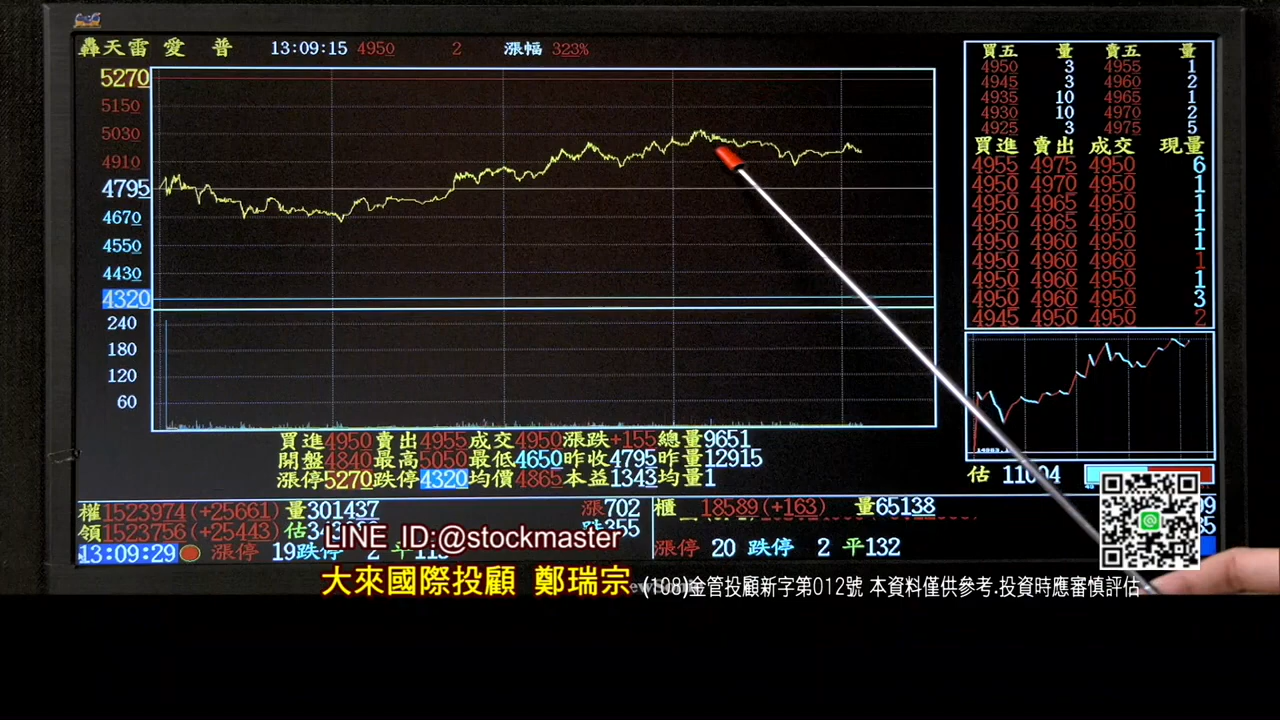 轟天雷 愛 普 13:09:15 4950 2 漲幅 323%
5270
5150
5030
4910
4795
4670
4550
4430
4320
240
180
120
60
買五 量 賣五 量
4950 3 4955 1
4945 3 4960 2
4935 10 4965 1
4930 10 4970 2
4925 3 4975 5
買進 賣出 成交 現量
4955 4975 4950 6
4950 4970 4950 1
4950 4965 4950 1
4950 4965 4950 1
4950 4960 4950 1
4950 4960 4950 1
4950 4960 4950 1
4950 4960 4950 3
4945 4950 4950 2
估 11004
買進4950賣出4955成交4950漲跌+155總量9651
開盤4840最高5050最低4650昨收4795昨量12915
漲停5270跌停4320均價4865本益1343均量1
權1523974(+25661)量301437 漲702 櫃 18589(+163) 量65138
領1523756(+25443)估34 跌355
13:09:29 漲停 19跌停 2平 漲停 20 跌停 2 平132
LINE ID:@stockmaster
大來國際投顧 鄭瑞宗 (108)金管投顧新字第012號 本資料僅供參考.投資時應審慎評估